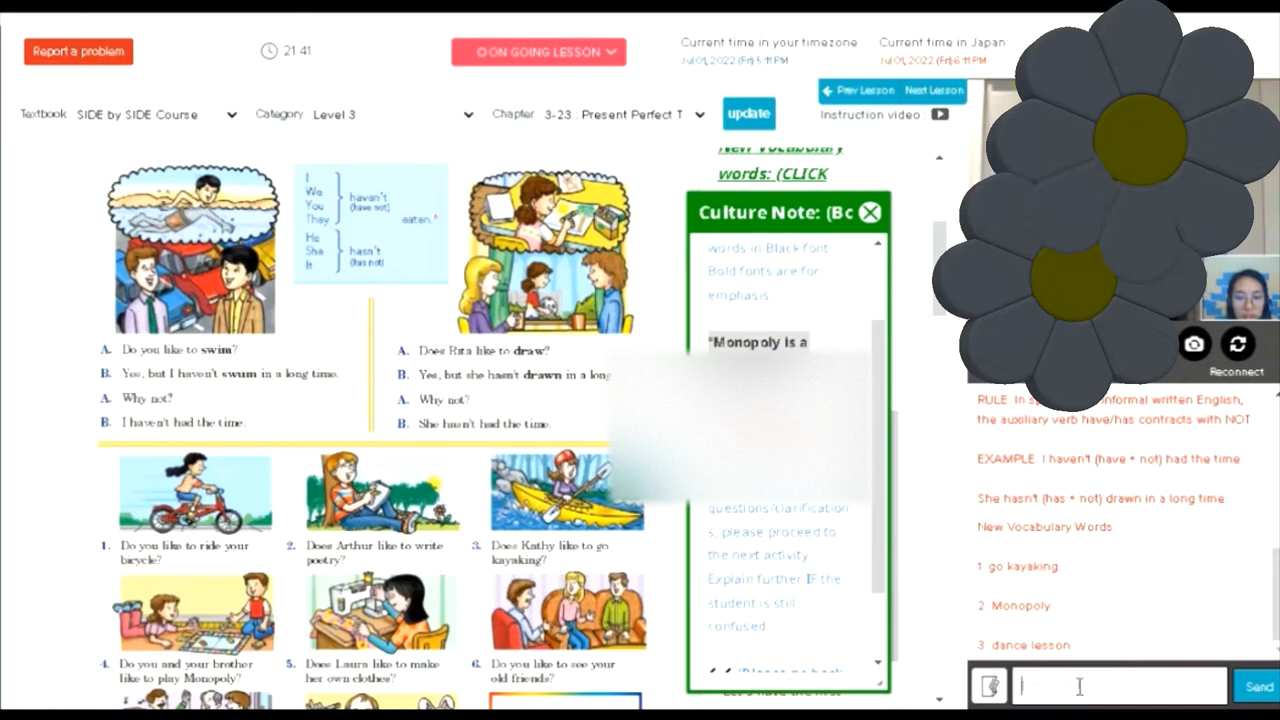 Report a problem
21:41
OON GOING LESSON
Current time in your timezone
Jul 01, 2022 (Fri) 5:11 PM
Current time in Japan
Jul 01, 2022 (Fri) 6:11 PM
Prev Lesson Next Lesson
Textbook SIDE by SIDE Course
Category Level 3
Chapter 3-23 : Present Perfect T
update
Instruction video :
I
We
You
They
haven't
(have not)
He
She
It
hasn't
(has not)
eaten.*
A. Do you like to swim?
B. Yes, but I haven't swum in a long time.
A. Why not?
B. I haven't had the time.
A. Does Rita like to draw?
B. Yes, but she hasn't drawn in a long
A. Why not?
B. She hasn't had the time.
1. Do you like to ride your
bicycle?
2. Does Arthur like to write
poetry?
3. Does Kathy like to go
kayaking?
4. Do you and your brother
like to play Monopoly?
5. Does Laura like to make
her own clothes?
6. Do you like to see your
old friends?
New Vocabulary
words: (CLICK
Culture Note: (Bc
words in Black font
Bold fonts are for
emphasis
"Monopoly is a
questions/clarification
s, please proceed to
the next activity
Explain further IF the
student is still
confused
Let's have the first
Reconnect
RULE In informal written English,
the auxiliary verb have/has contracts with NOT
EXAMPLE I haven't (have + not) had the time
She hasn't (has + not) drawn in a long time.
New Vocabulary Words
1 go kayaking
2 Monopoly
3 dance lesson
Send